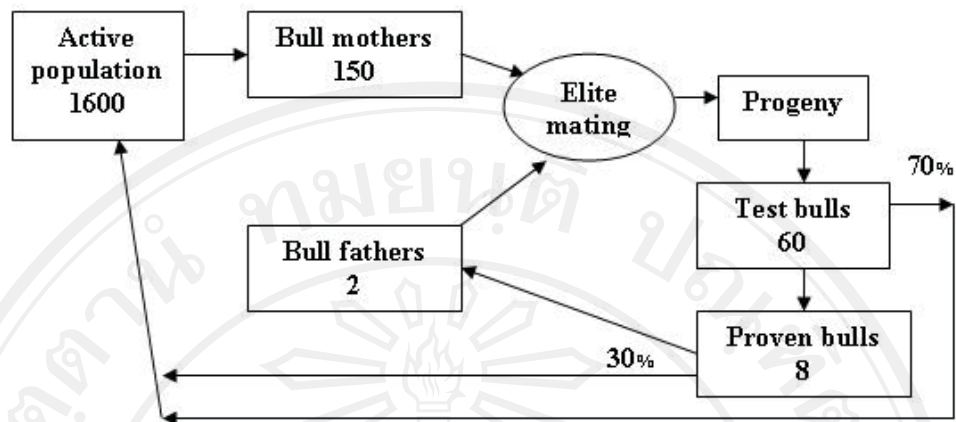 Active
population
1600
Bull mothers
150
Elite
mating
Progeny
70%
Test bulls
60
Bull fathers
2
Proven bulls
8
30%